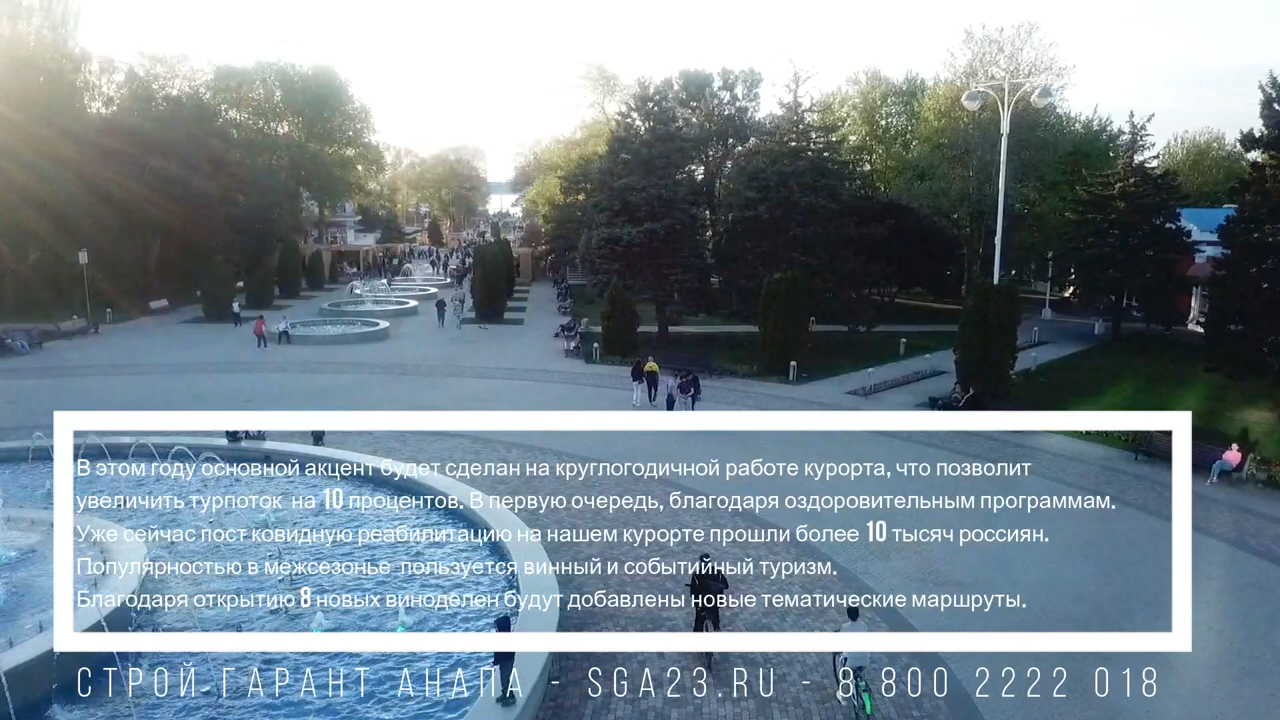 В этом году основной акцент будет сделан на круглогодичной работе курорта, что позволит
увеличить турпоток на 10 процентов. В первую очередь, благодаря оздоровительным программам.
Уже сейчас пост ковидную реабилитацию на нашем курорте прошли более 10 тысяч россиян.
Популярностью в межсезонье пользуется винный и событийный туризм.
Благодаря открытию 8 новых виноделен будут добавлены новые тематические маршруты.
СТРОЙ ГАРАНТ АНАПА - SGA23.RU - 8 800 2222 018